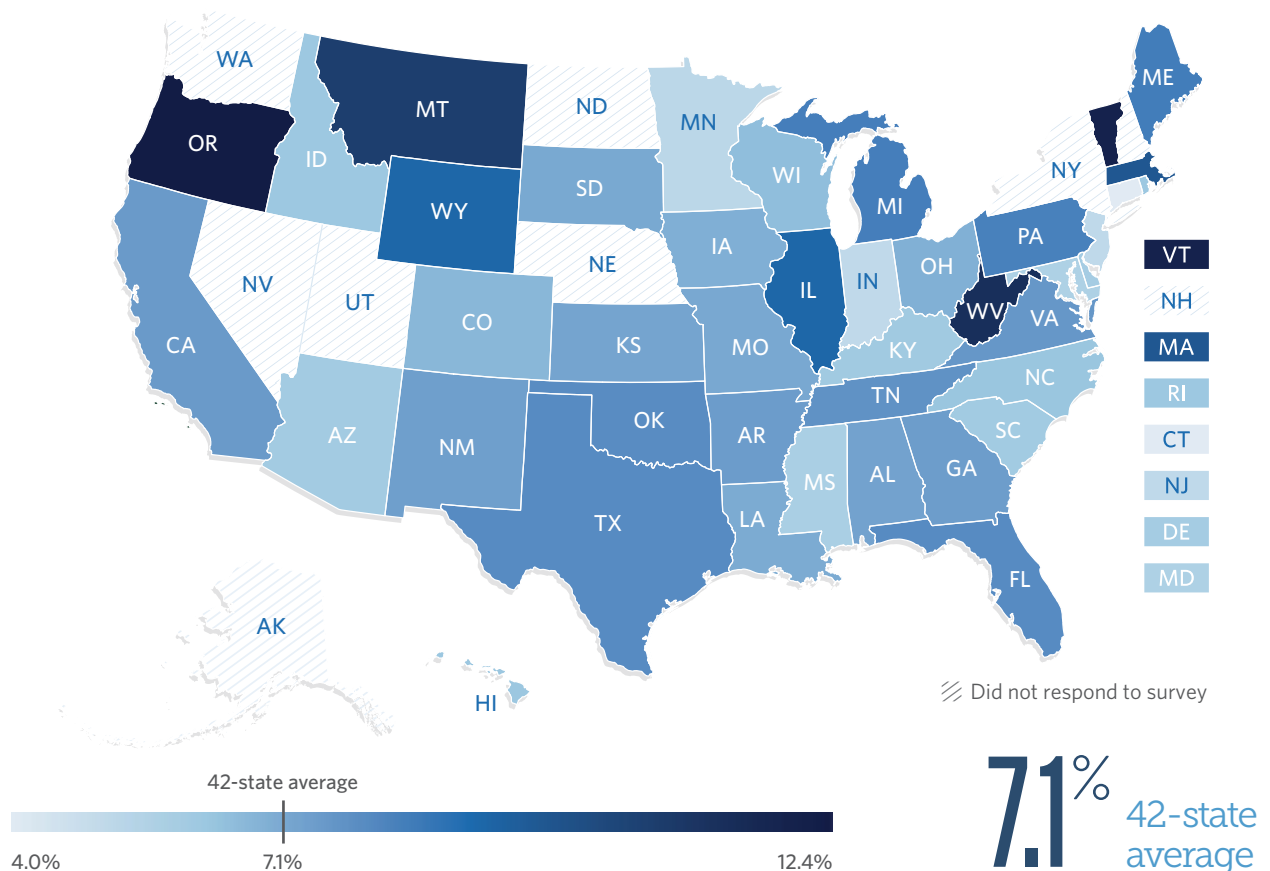 WA
MT
ND
MN
ME
OR
ID
SD
WI
NY
WY
MI
IA
PA
NE
OH
VT
NV
UT
IL
IN
NH
CO
WV
VA
CA
KS
MO
KY
MA
NC
RI
TN
AZ
NM
OK
AR
SC
CT
MS
AL
GA
NJ
TX
LA
DE
FL
MD
AK
HI
Did not respond to survey
42-state average
4.0%
7.1%
12.4%
7.1%
42-state
average